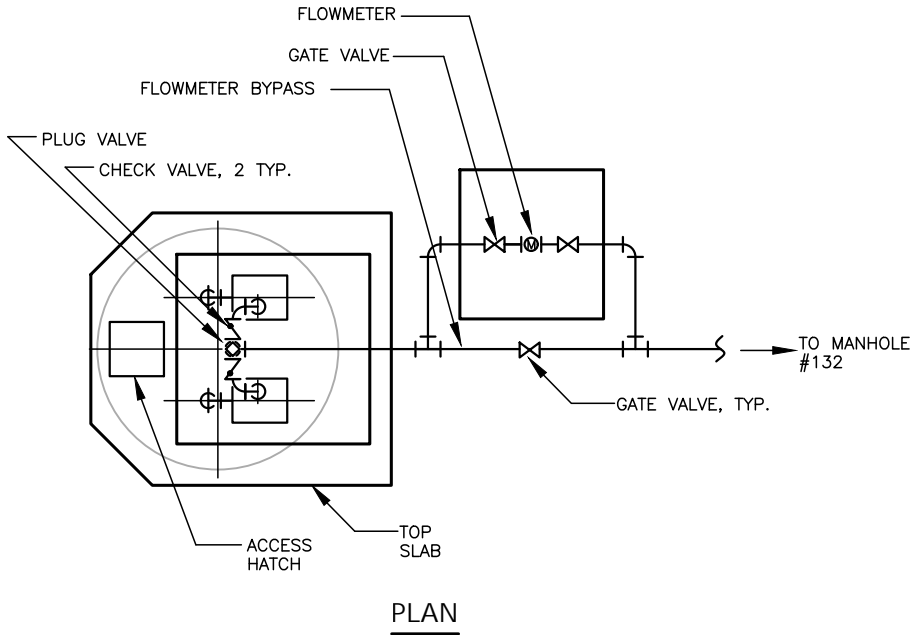 FLOWMETER
GATE VALVE
FLOWMETER BYPASS
PLUG VALVE
CHECK VALVE, 2 TYP.
M
TO MANHOLE
#132
GATE VALVE, TYP.
TOP
SLAB
ACCESS
HATCH
PLAN